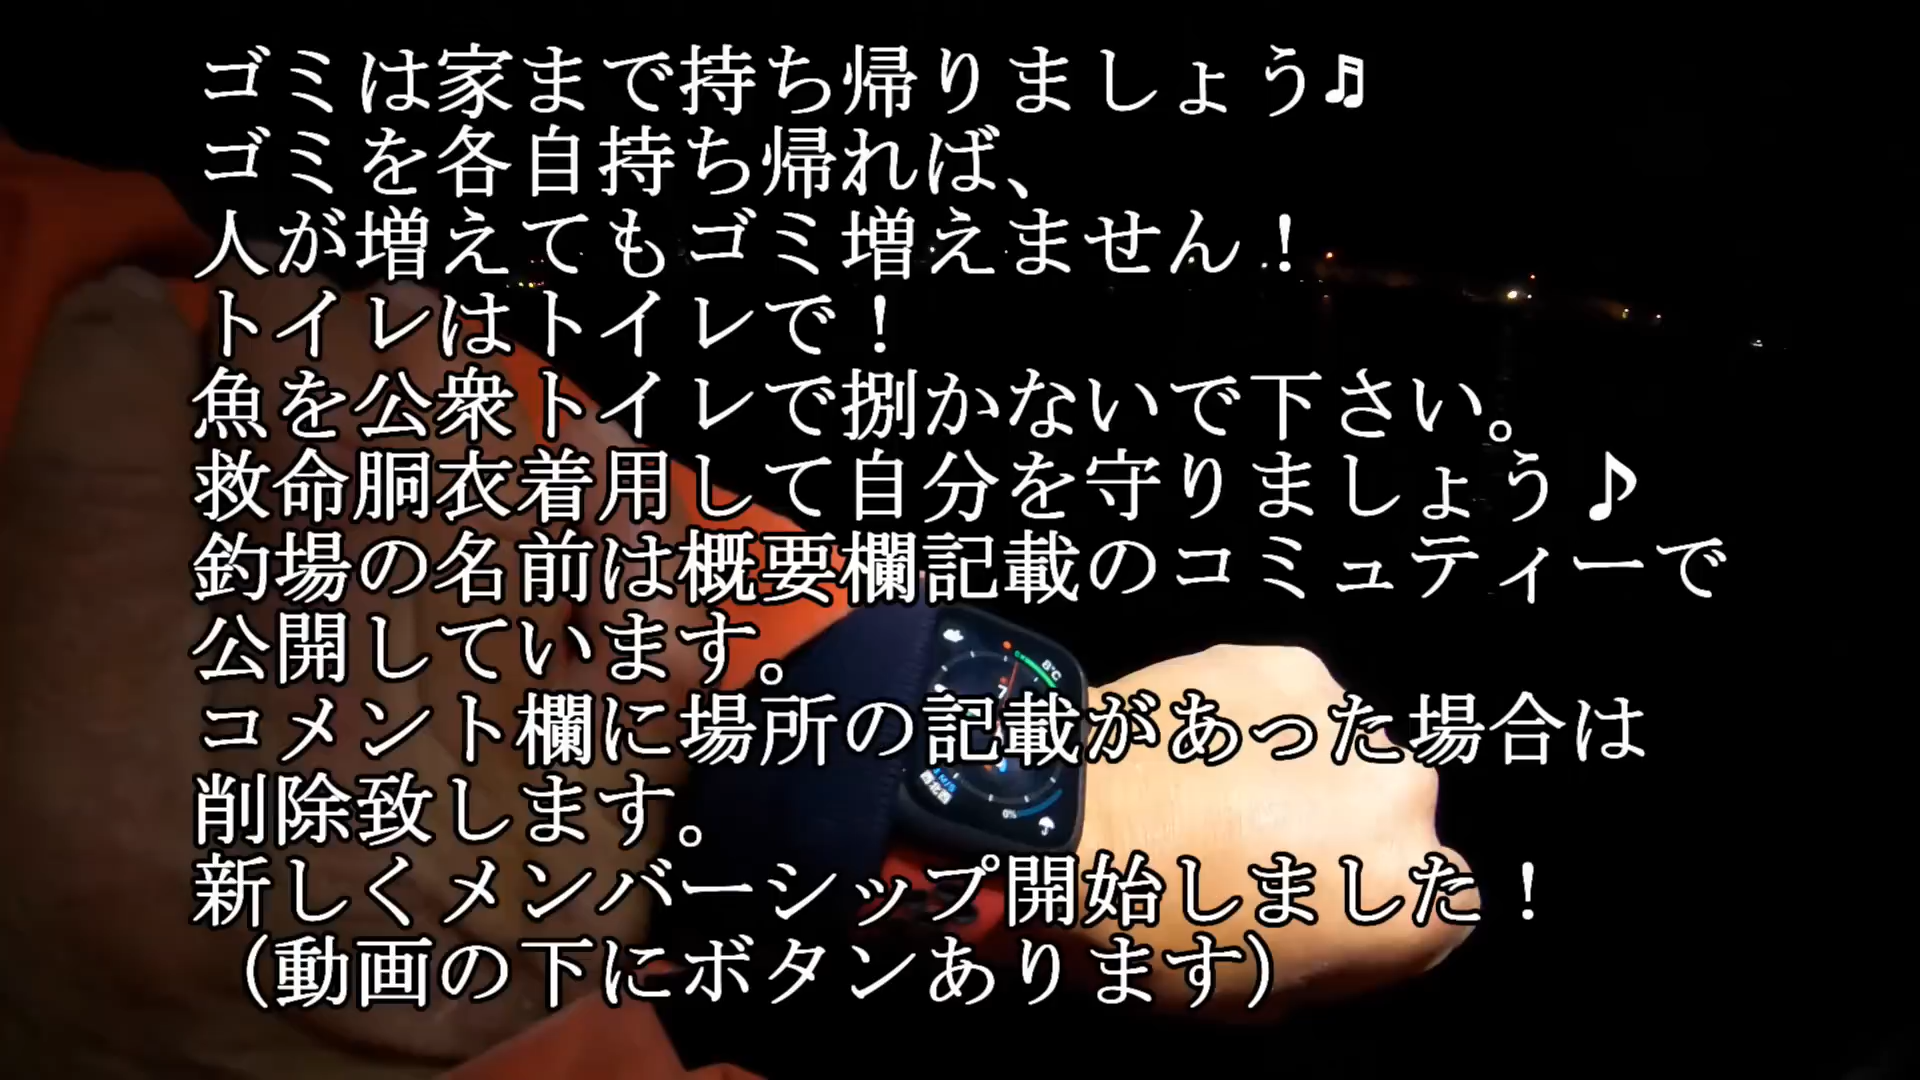 ゴミは家まで持ち帰りましょう♬
ゴミを各自持ち帰れば、
人が増えてもゴミ増えません！
トイレはトイレで！
魚を公衆トイレで捌かないで下さい。
救命胴衣着用して自分を守りましょう♪
釣場の名前は概要欄記載のコミュティーで
公開しています。
コメント欄に場所の記載があった場合は
削除致します。
新しくメンバーシップ開始しました！
（動画の下にボタンあります）
8°C
0%